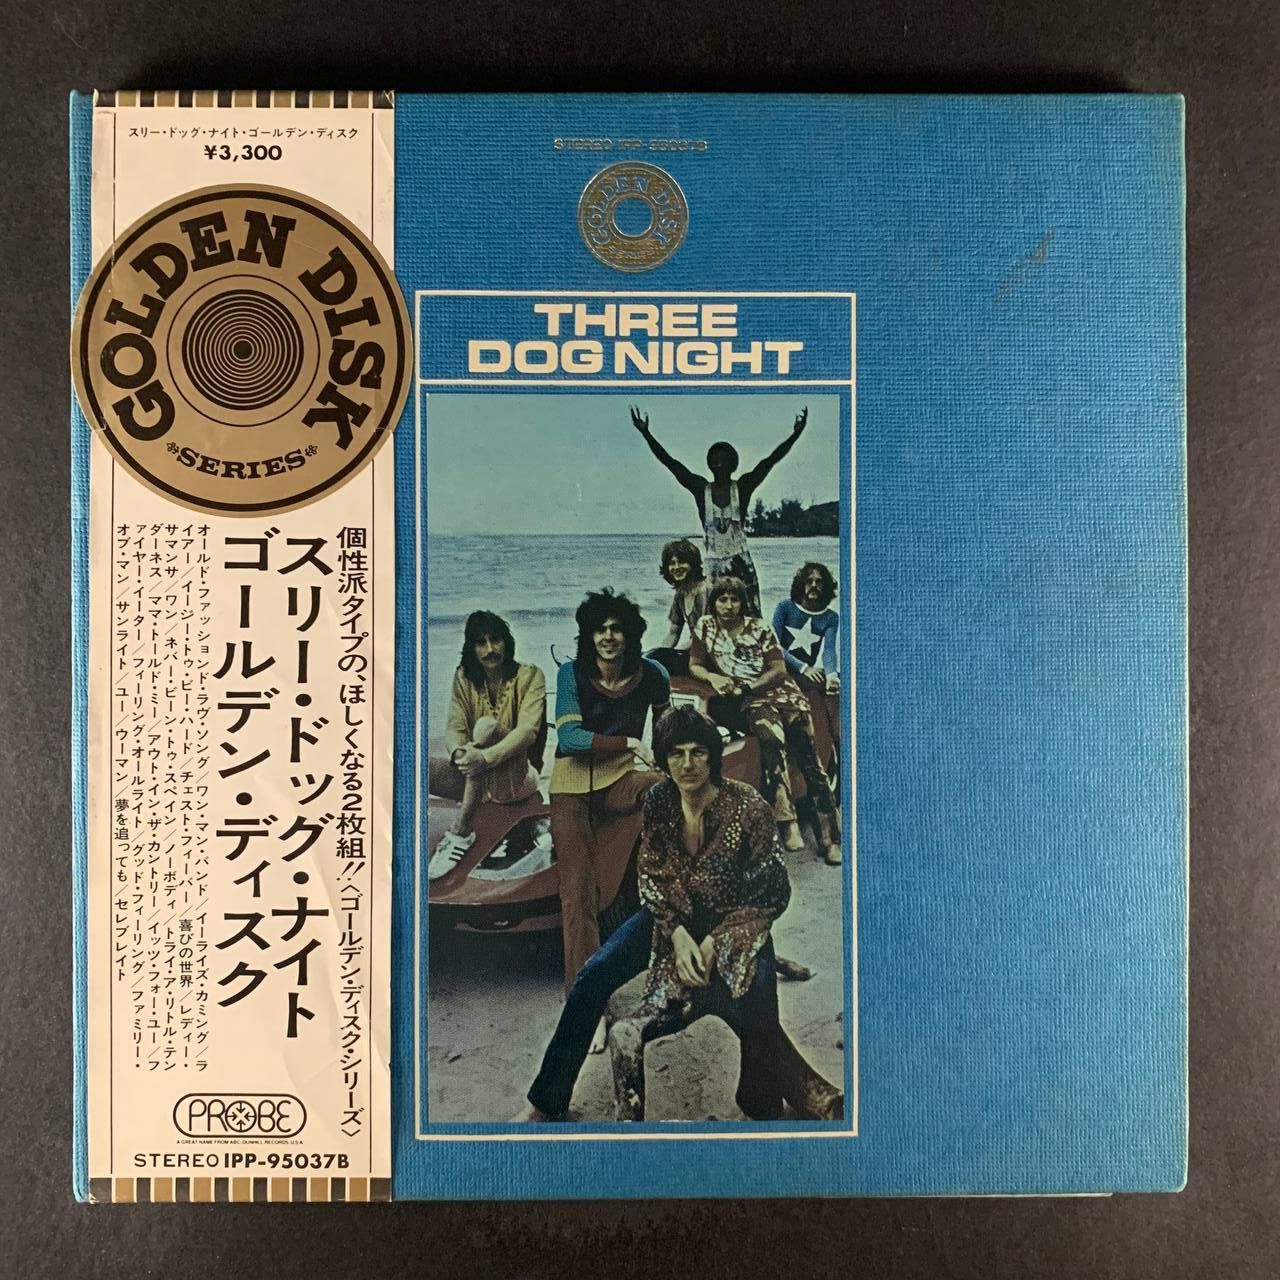 スリー・ドッグ・ナイト・ゴールデン・ディスク
¥3,300
GOLDEN DISK
SERIES
個性派タイプの、ほしくなる2枚組!!〈ゴールデン・ディスク・シリーズ〉
スリー・ドッグ・ナイト
ゴールデン・ディスク
オールド・ファッションド・ラヴ・ソング/ワン・マン・バンド/イーライズ・カミング/ラ
イアー/イージー・トゥ・ビー・ハード/チェスト・フィーバー/喜びの世界/レディー・
サマンサ/ワン/ネバー・ビーン・トゥ・スペイン/ノーボディ/トライ・ア・リトル・テン
ダーネス/ママ・トールド・ミー/アウト・イン・ザ・カントリー/イッツ・フォー・ユー/フ
ァイヤー・イーター/フィーリング・オールライト/グッド・フィーリング/ファミリー・
オブ・マン/サンライト/ユー/ウーマン/夢を追っても/セレブレイト
PROBE
A GREAT NAME FROM ABC/DUNHILL RECORDS, U.S.A.
STEREO IPP-95037B
STEREO IPP-95037B
GOLDEN DISK
SERIES
THREE
DOG NIGHT